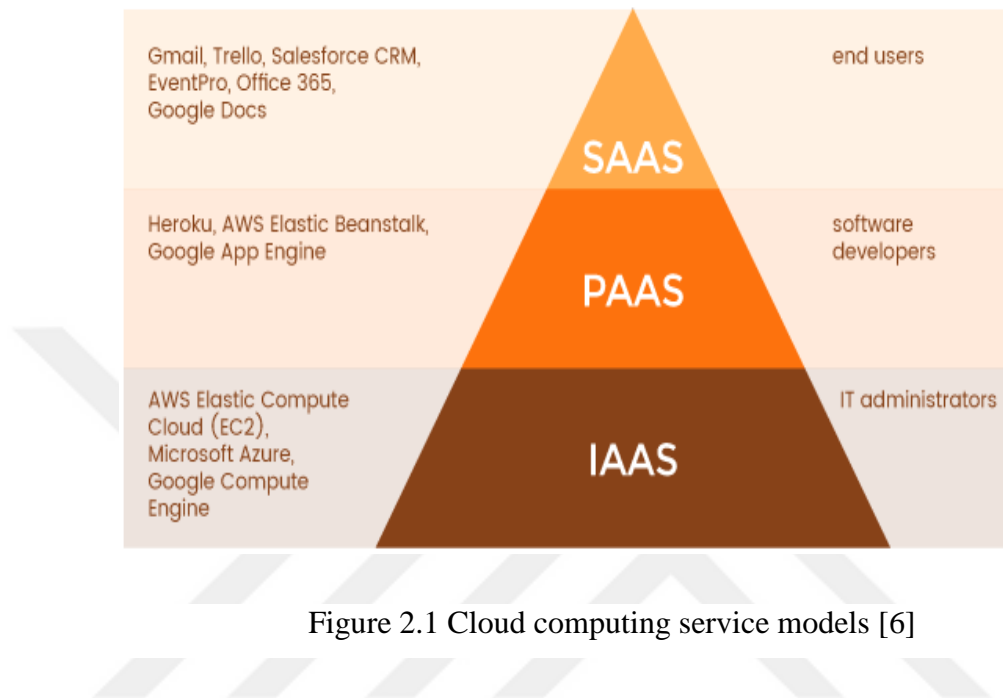 Gmail, Trello, Salesforce CRM,
EventPro, Office 365,
Google Docs
SAAS
end users
Heroku, AWS Elastic Beanstalk,
Google App Engine
PAAS
software
developers
AWS Elastic Compute
Cloud (EC2),
Microsoft Azure,
Google Compute
Engine
IAAS
IT administrators
Figure 2.1 Cloud computing service models [6]